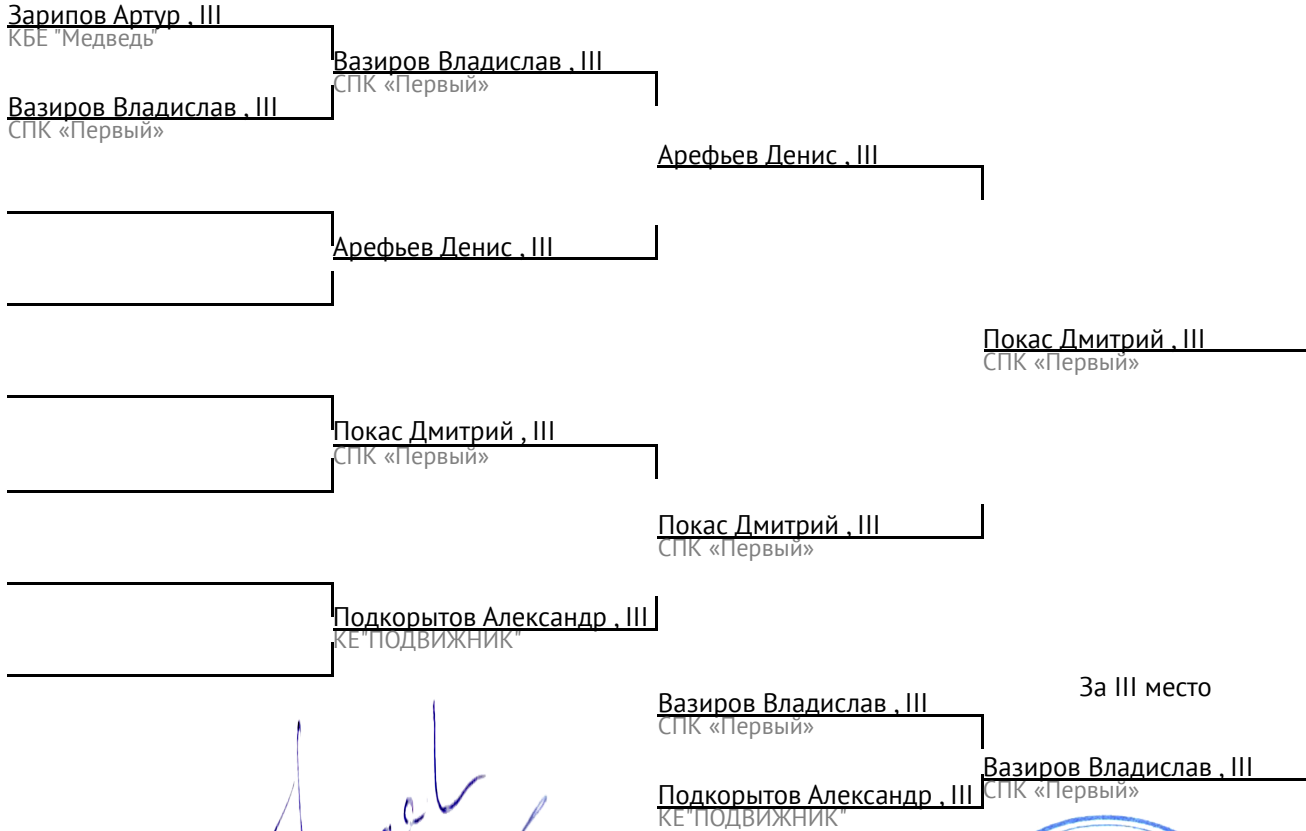 Зарипов Артур , III
КБЕ "Медведь"
Вазиров Владислав , III
СПК «Первый»
Вазиров Владислав , III
СПК «Первый»
Арефьев Денис , III
Арефьев Денис , III
Покас Дмитрий , III
СПК «Первый»
Покас Дмитрий , III
СПК «Первый»
Покас Дмитрий , III
СПК «Первый»
Подкорытов Александр , III
КЕ"ПОДВИЖНИК"
За III место
Вазиров Владислав , III
СПК «Первый»
Вазиров Владислав , III
СПК «Первый»
Подкорытов Александр , III
КЕ"ПОДВИЖНИК"